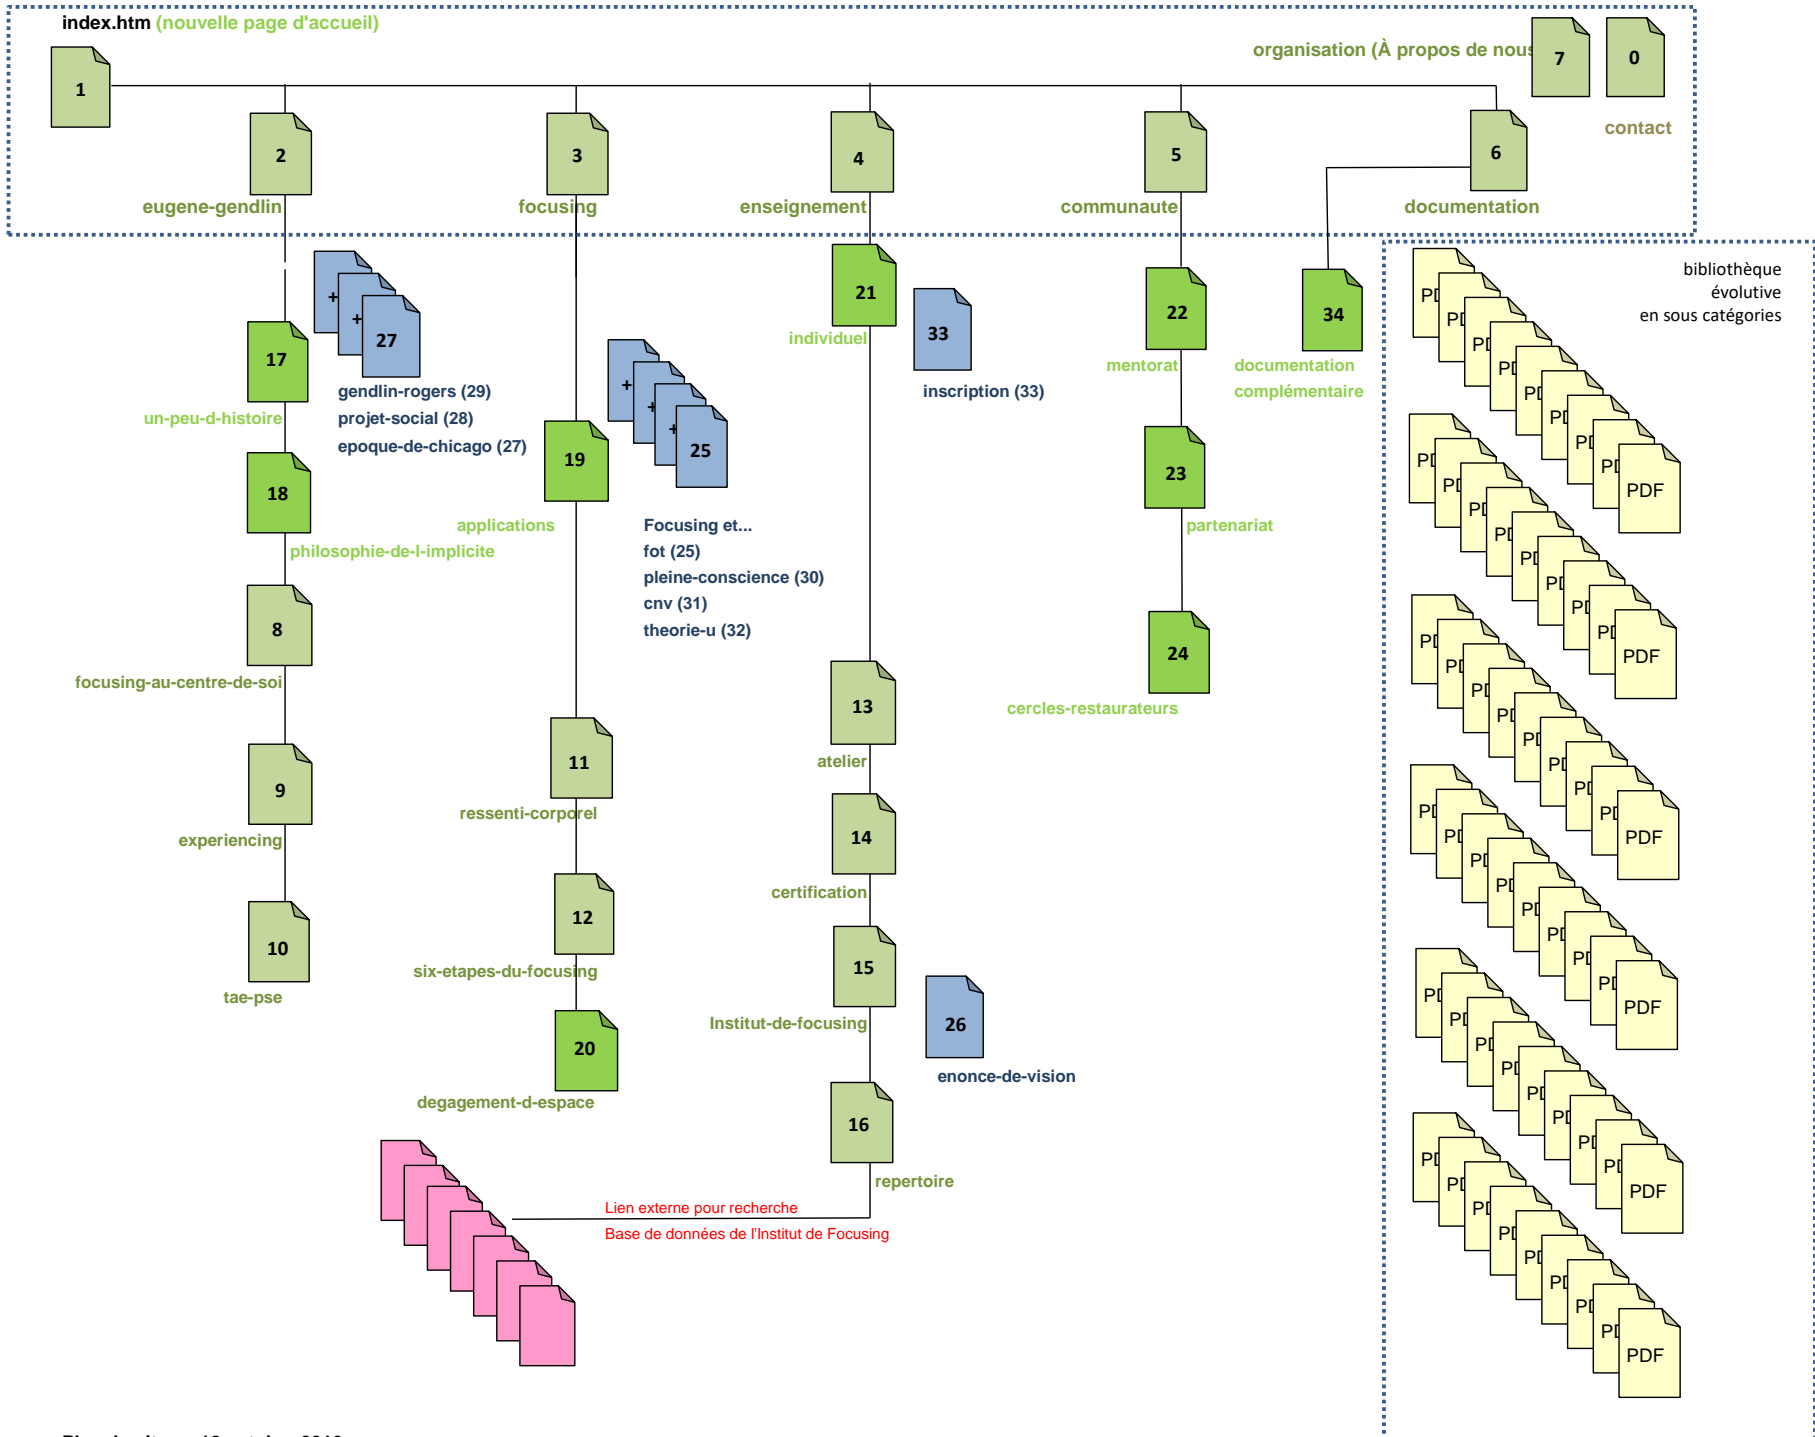 index.htm (nouvelle page d'accueil)
organisation (À propos de nous
7
0
contact
1
2
eugene-gendlin
3
focusing
4
enseignement
5
communaute
6
documentation
17
un-peu-d-histoire
+
+
27
gendlin-rogers (29)
projet-social (28)
epoque-de-chicago (27)
18
philosophie-de-l-implicite
8
focusing-au-centre-de-soi
9
experiencing
10
tae-pse
19
applications
+
+
+
25
Focusing et...
fot (25)
pleine-conscience (30)
cnv (31)
theorie-u (32)
11
ressenti-corporel
12
six-etapes-du-focusing
20
degagement-d-espace
21
individuel
33
inscription (33)
13
atelier
14
certification
15
Institut-de-focusing
26
enonce-de-vision
16
repertoire
Lien externe pour recherche
Base de données de l'Institut de Focusing
22
mentorat
23
partenariat
24
cercles-restaurateurs
34
documentation
complémentaire
bibliothèque
évolutive
en sous catégories
PDF
PDF
PDF
PDF
PDF
PDF